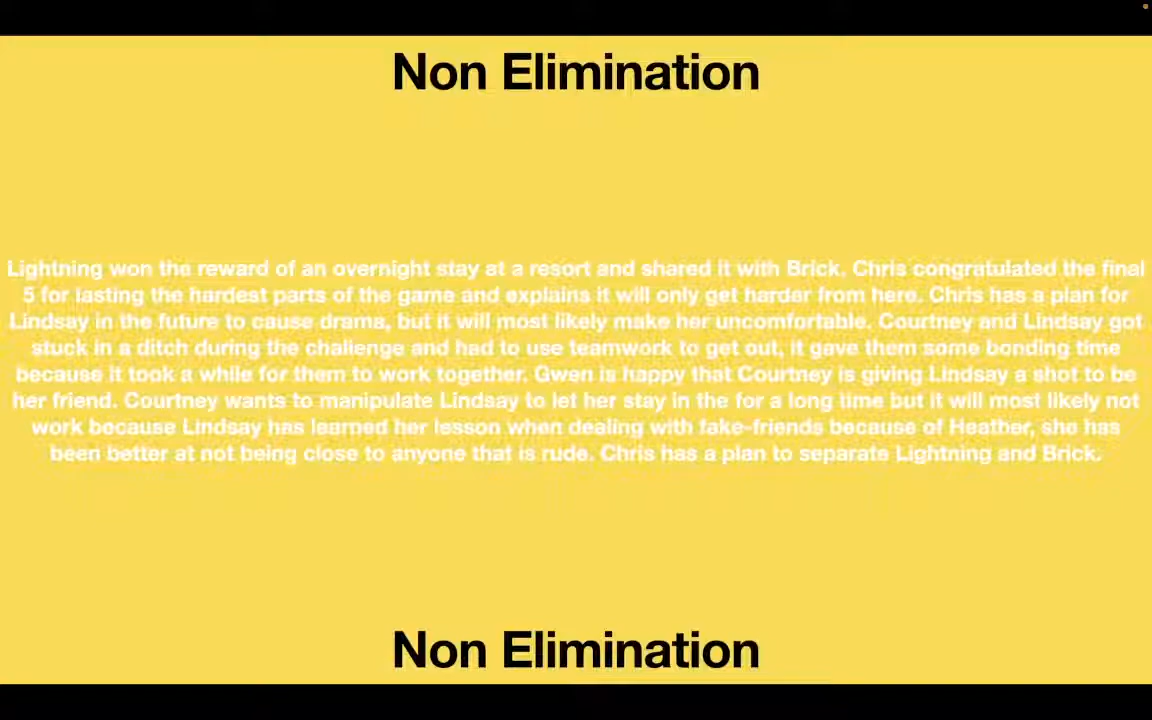 Non Elimination
Lightning won the reward of an overnight stay at a resort and shared it with Brick. Chris congratulated the final
5 for lasting the hardest parts of the game and explains it will only get harder from here. Chris has a plan for
Lindsay in the future to cause drama, but it will most likely make her uncomfortable. Courtney and Lindsay got
stuck in a ditch during the challenge and had to use teamwork to get out, it gave them some bonding time
because it took a while for them to work together. Gwen is happy that Courtney is giving Lindsay a shot to be
her friend. Courtney wants to manipulate Lindsay to let her stay in the for a long time but it will most likely not
work because Lindsay has learned her lesson when dealing with fake-friends because of Heather, she has
been better at not being close to anyone that is rude. Chris has a plan to separate Lightning and Brick.
Non Elimination